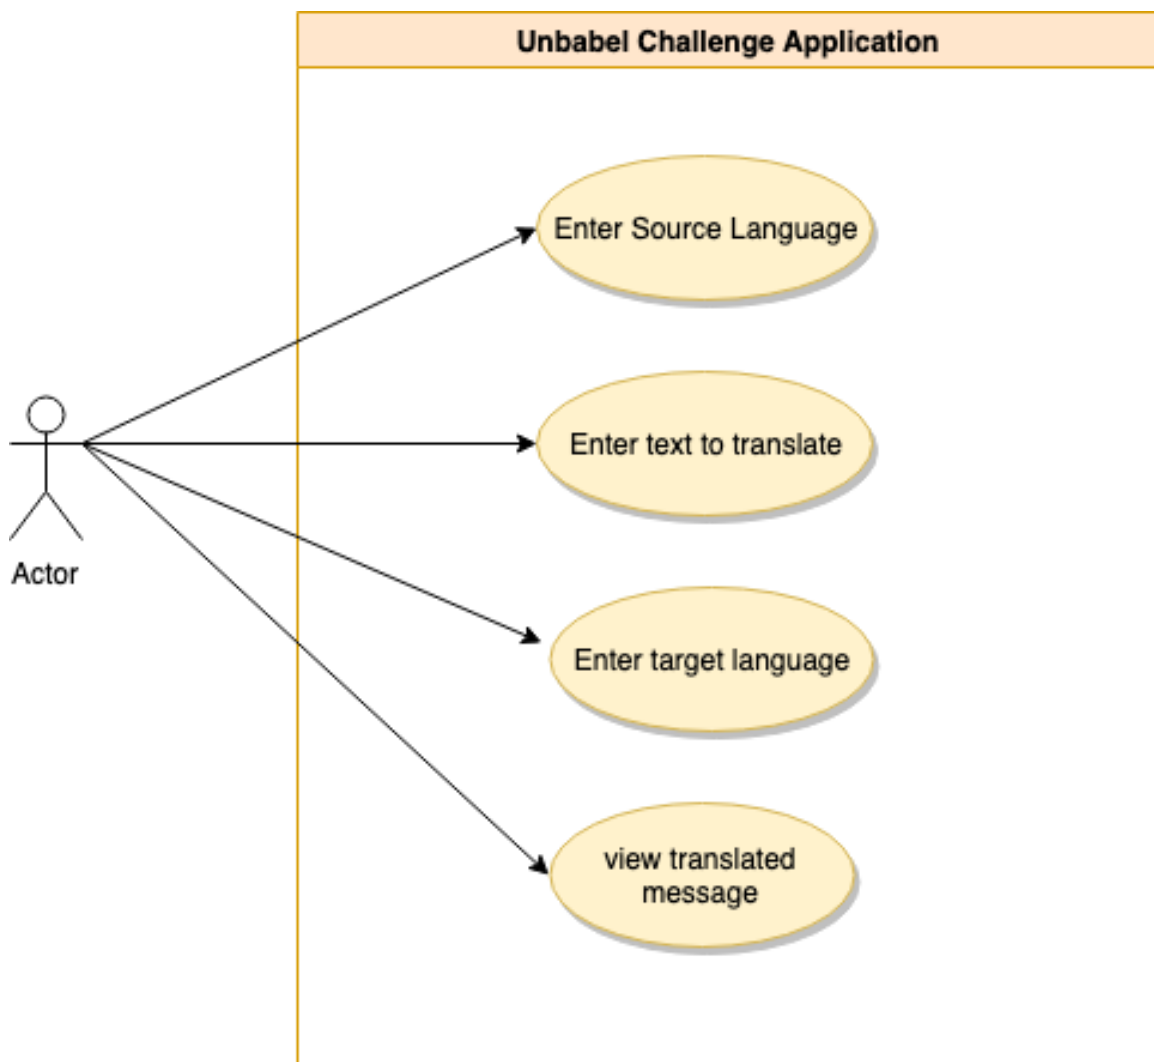 Unbabel Challenge Application
Enter Source Language
Enter text to translate
Actor
Enter target language
view translated
message